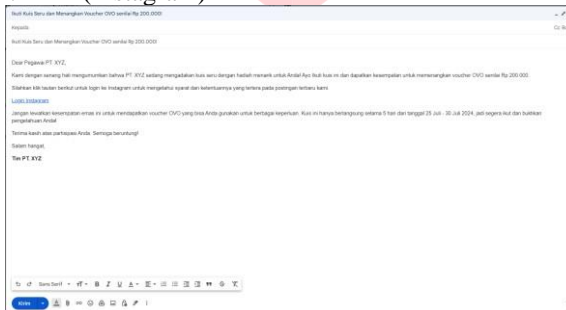 Ikuti Kuis Seru dan Menangkan Voucher OVO senilai Rp 200.000!
Kepada
Ikuti Kuis Seru dan Menangkan Voucher OVO senilai Rp 200.000!
Dear Pegawai PT. XYZ,
Kami dengan senang hati mengumumkan bahwa PT. XYZ sedang mengadakan kuis seru dengan hadiah menarik untuk Anda! Ayo ikuti kuis ini dan dapatkan kesempatan untuk memenangkan voucher OVO senilai Rp 200.000.
Silahkan klik tautan berikut untuk login ke Instagram untuk mengetahui syarat dan ketentuannya yang tertera pada postingan terbaru kami
Login Instagram
Jangan lewatkan kesempatan emas ini untuk mendapatkan voucher OVO yang bisa Anda gunakan untuk berbagai keperluan. Kuis ini hanya berlangsung selama 5 hari dari tanggal 25 Juli - 30 Juli 2024, jadi segera ikut dan buktikan
pengetahuan Anda!
Terima kasih atas partisipasi Anda. Semoga beruntung!
Salam hangat,
Tim PT. XYZ
Sans Serif
Kirim